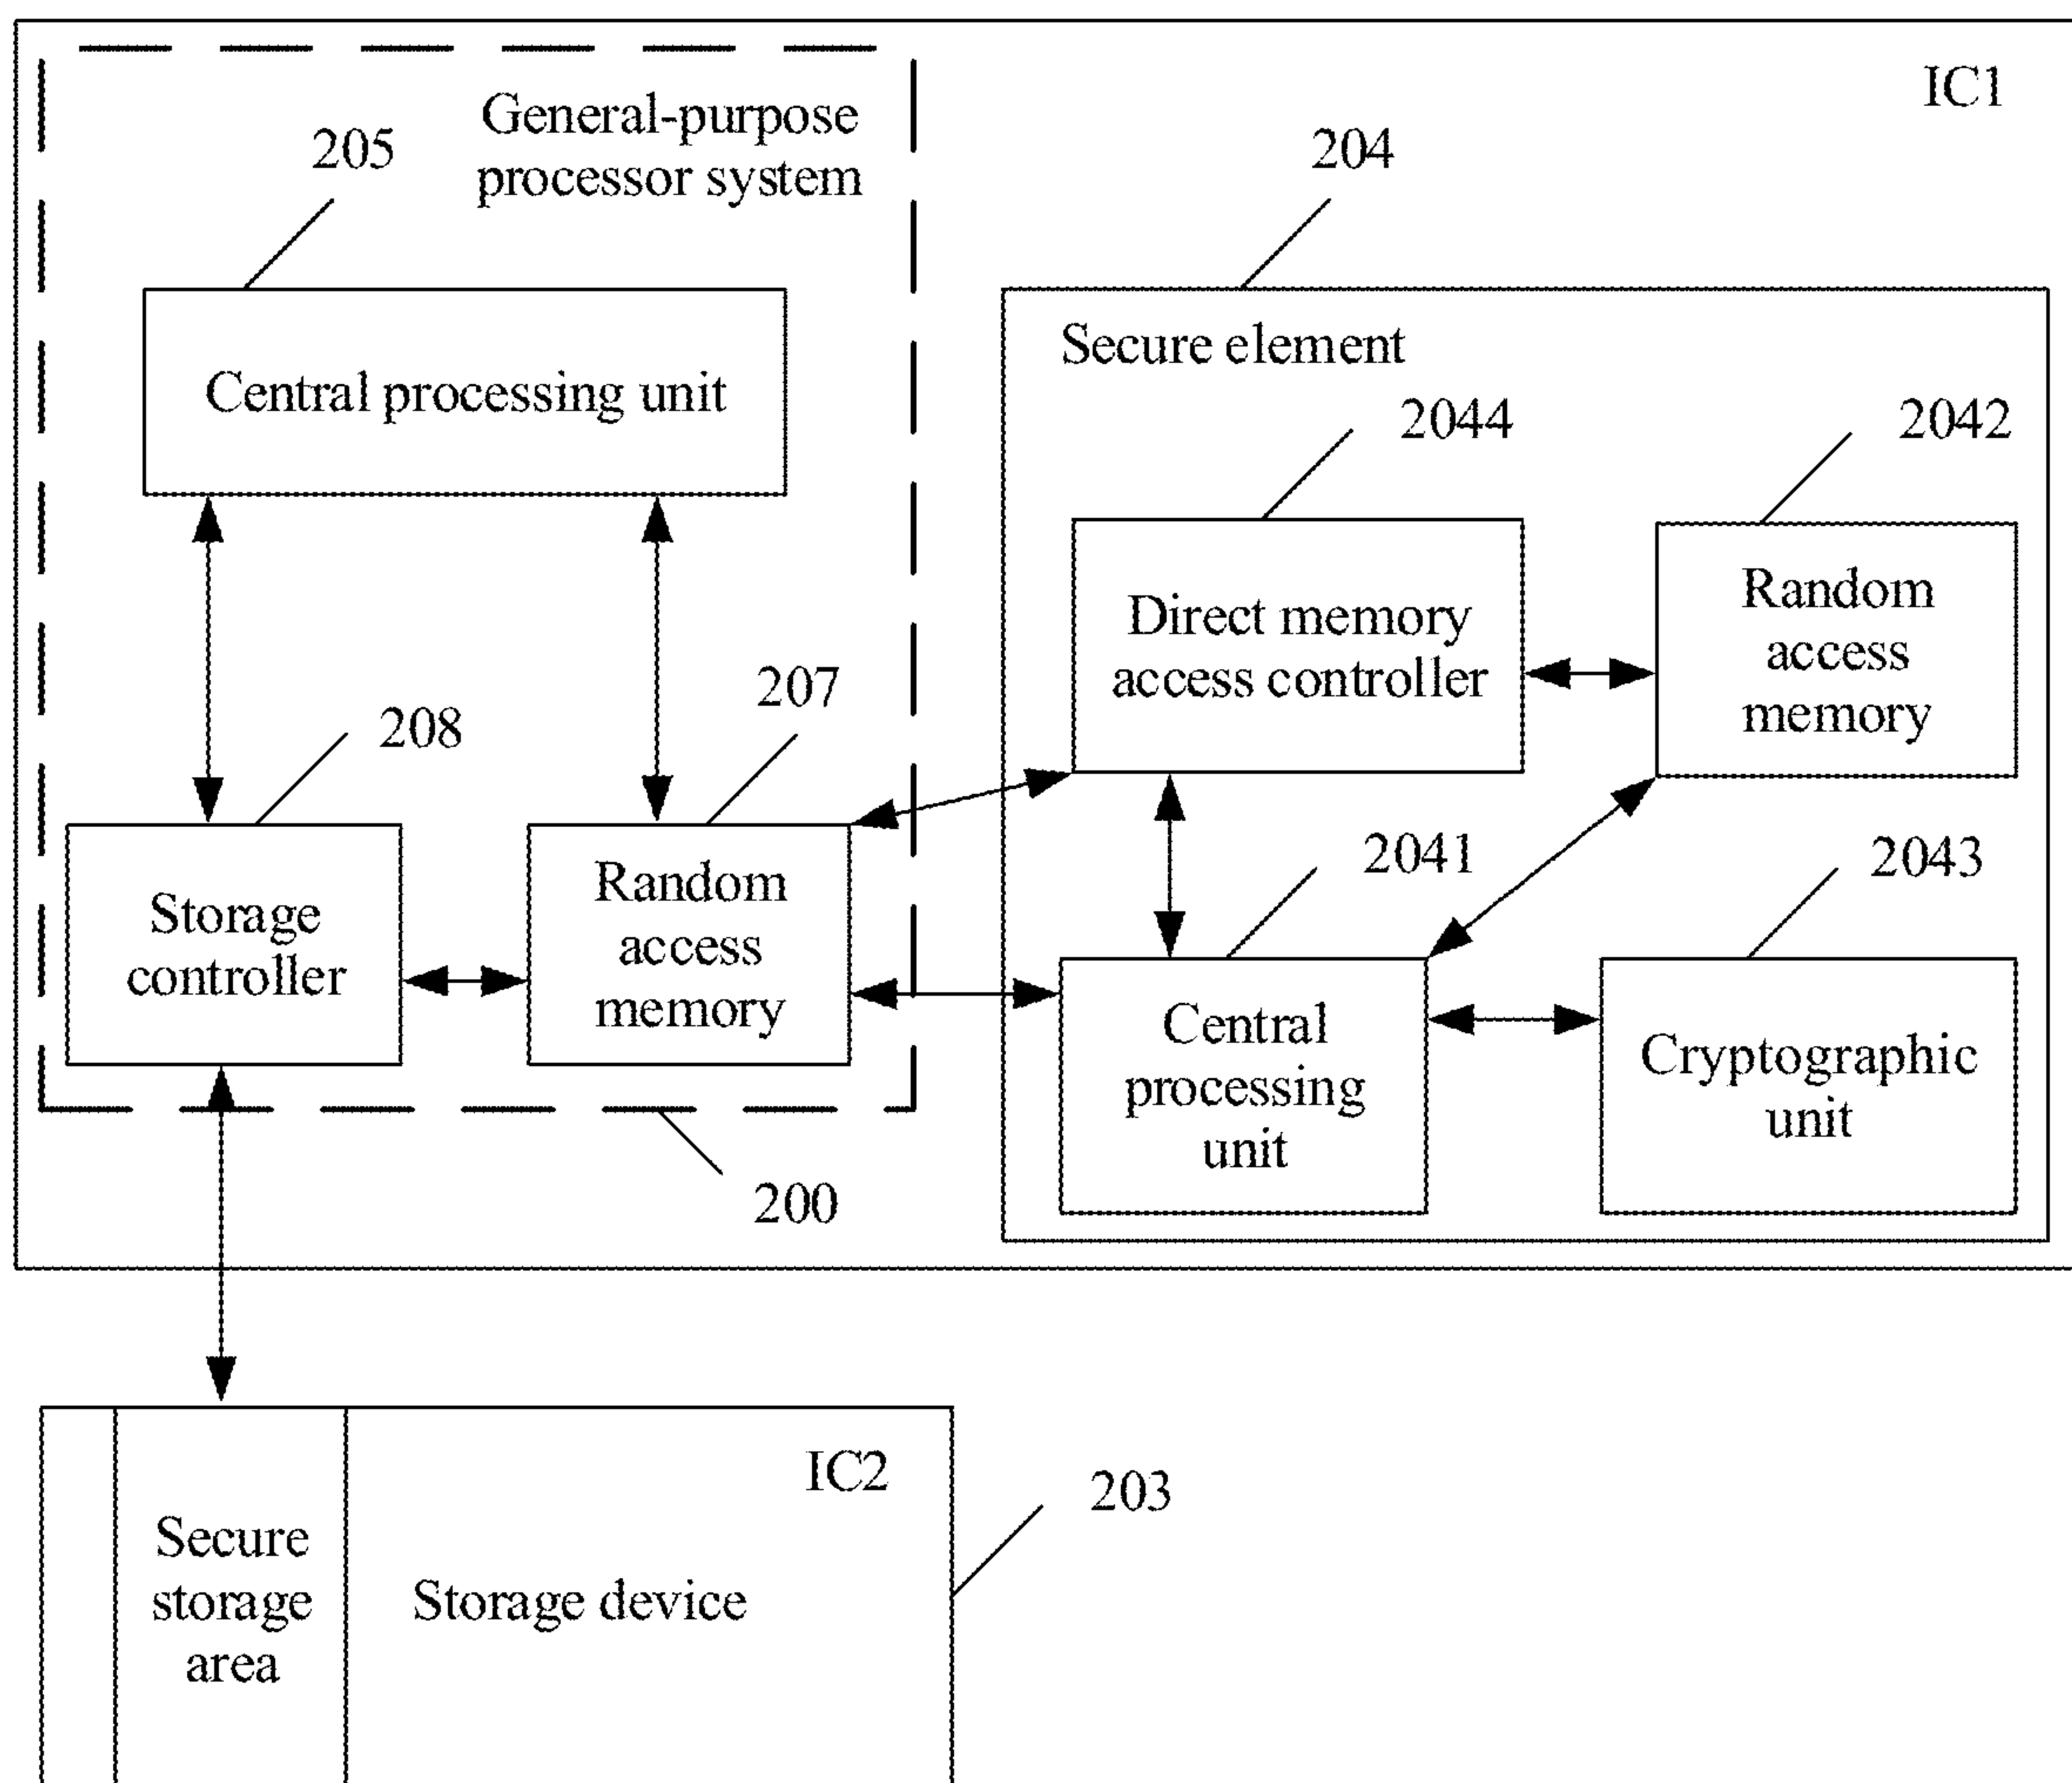 IC1
General-purpose
processor system
205
204
Central processing unit
Secure element
2044
2042
Direct memory
access controller
Random
access
memory
207
208
2041
2043
Storage
controller
Random
access
memory
Central
processing
unit
Cryptographic
unit
200
IC2
203
Secure
storage
area
Storage device